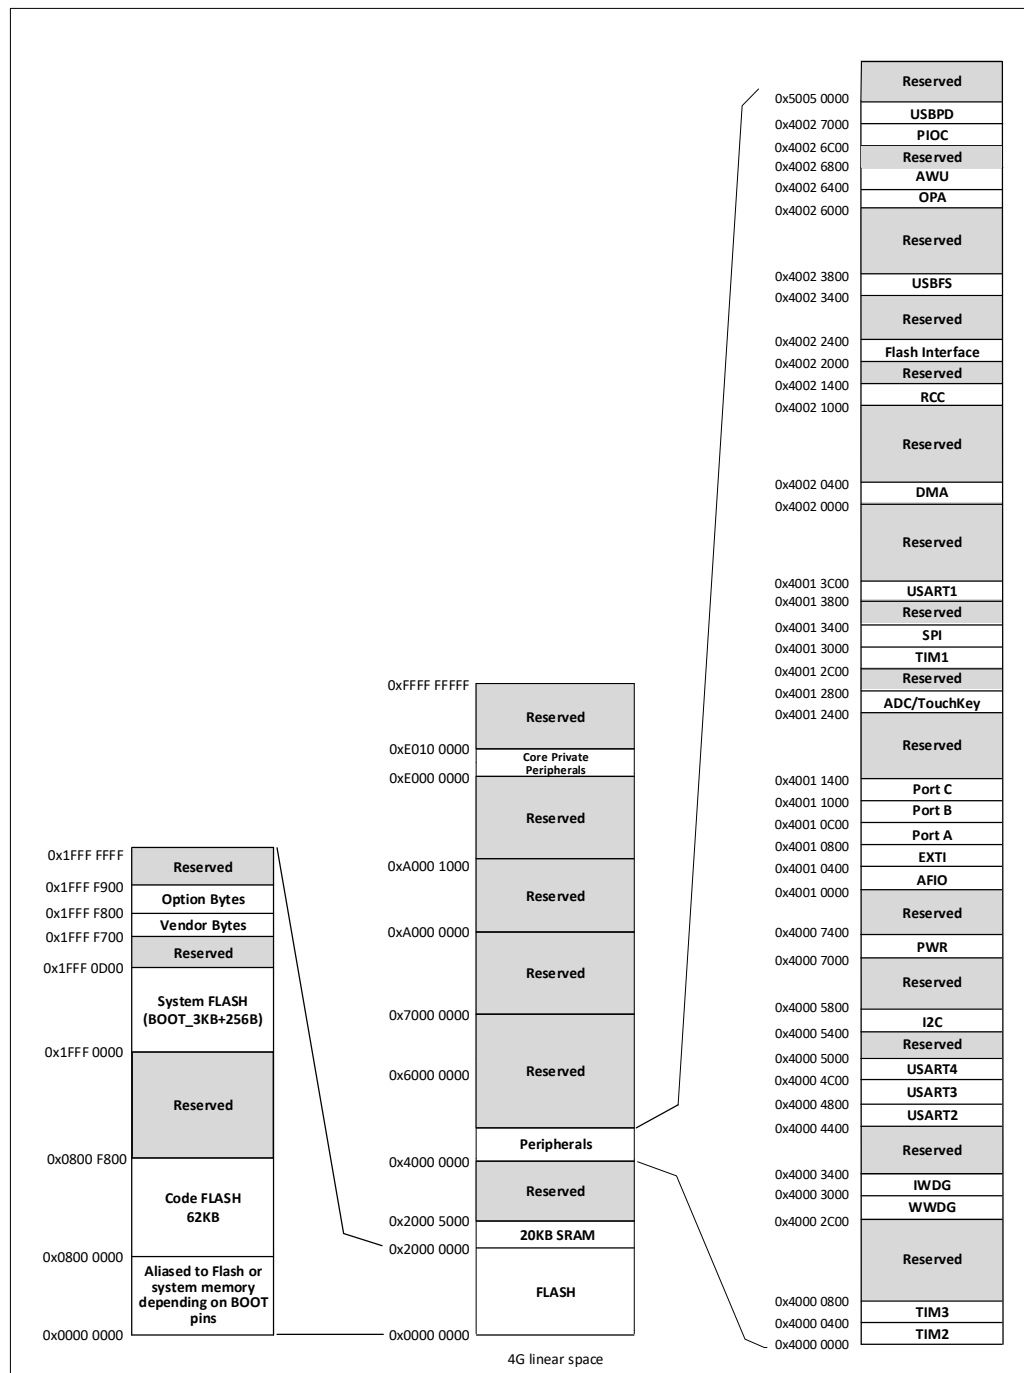 Reserved
0x5005 0000
USBPD
0x4002 7000
PIOC
0x4002 6C00
Reserved
0x4002 6800
AWU
0x4002 6400
OPA
0x4002 6000
Reserved
0x4002 3800
USBFS
0x4002 3400
Reserved
0x4002 2400
Flash Interface
0x4002 2000
Reserved
0x4002 1400
RCC
0x4002 1000
Reserved
0x4002 0400
DMA
0x4002 0000
Reserved
0x4001 3C00
USART1
0x4001 3800
Reserved
0x4001 3400
SPI
0x4001 3000
TIM1
0x4001 2C00
Reserved
0x4001 2800
ADC/TouchKey
0x4001 2400
Reserved
0x4001 1400
Port C
0x4001 1000
Port B
0x4001 0C00
Port A
0x4001 0800
EXTI
0x4001 0400
AFIO
0x4001 0000
Reserved
0x4000 7400
PWR
0x4000 7000
Reserved
0x4000 5800
I2C
0x4000 5400
Reserved
0x4000 5000
USART4
0x4000 4C00
USART3
0x4000 4800
USART2
0x4000 4400
Reserved
0x4000 3400
IWDG
0x4000 3000
WWDG
0x4000 2C00
Reserved
0x4000 0800
TIM3
0x4000 0400
TIM2
0x4000 0000
0xFFFF FFFFF
Reserved
0xE010 0000
Core Private
Peripherals
0xE000 0000
Reserved
0xA000 1000
Reserved
0xA000 0000
Reserved
0x7000 0000
Reserved
0x6000 0000
Peripherals
0x4000 0000
Reserved
0x2000 5000
20KB SRAM
0x2000 0000
FLASH
0x0000 0000
4G linear space
0x1FFF FFFF
Reserved
0x1FFF F900
Option Bytes
0x1FFF F800
Vendor Bytes
0x1FFF F700
Reserved
0x1FFF 0D00
System FLASH
(BOOT_3KB+256B)
0x1FFF 0000
Reserved
0x0800 F800
Code FLASH
62KB
0x0800 0000
Aliased to Flash or
system memory
depending on BOOT
pins
0x0000 0000